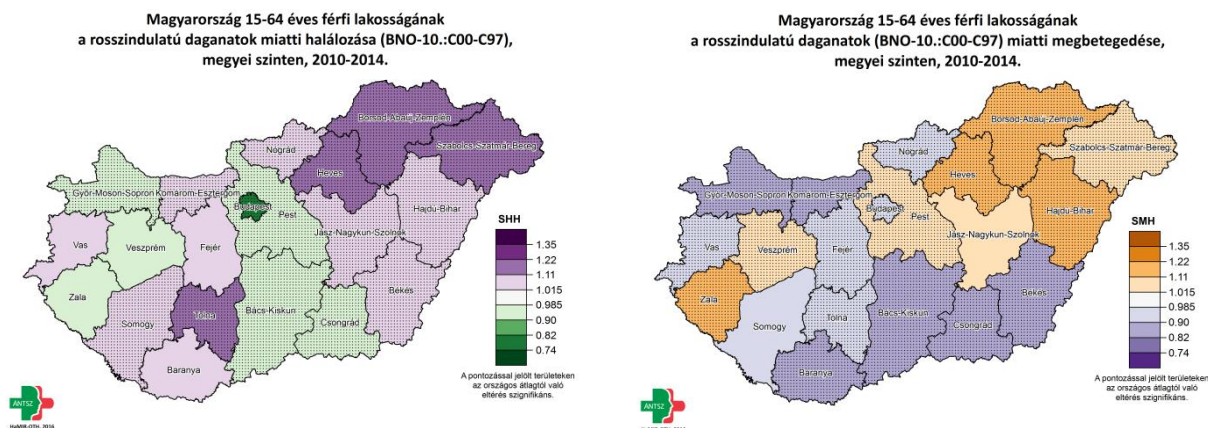 Magyarország 15-64 éves férfi lakosságának
a rosszindulatú daganatok miatti halálozása (BNO-10.:C00-C97),
megyei szinten, 2010-2014.
Borsod-Abaúj-Zemplén
Szabolcs-Szatmár-Bereg
Nógrád
Heves
Győr-Moson-Sopron
Komárom-Esztergom
Budapest
Pest
Hajdú-Bihar
Jász-Nagykun-Szolnok
Vas
Veszprém
Fejér
Zala
Somogy
Tolna
Bács-Kiskun
Csongrád
Békés
Baranya
SHH
1.35
1.22
1.11
1.015
0.985
0.90
0.82
0.74
A pontozással jelölt területeken
az országos átlagtól való
eltérés szignifikáns.
ÁNTSZ
Magyarország 15-64 éves férfi lakosságának
a rosszindulatú daganatok (BNO-10.:C00-C97) miatti megbetegedése,
megyei szinten, 2010-2014.
Borsod-Abaúj-Zemplén
Szabolcs-Szatmár-Bereg
Nógrád
Heves
Győr-Moson-Sopron
Komárom-Esztergom
Budapest
Pest
Hajdú-Bihar
Jász-Nagykun-Szolnok
Vas
Veszprém
Fejér
Zala
Somogy
Tolna
Bács-Kiskun
Csongrád
Békés
Baranya
SMH
1.35
1.22
1.11
1.015
0.985
0.90
0.82
0.74
A pontozással jelölt területeken
az országos átlagtól való
eltérés szignifikáns.
ÁNTSZ